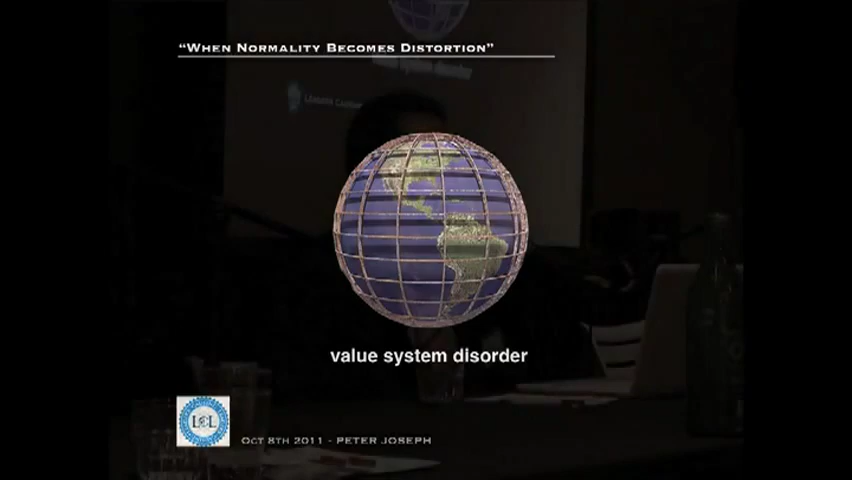 “When Normality Becomes Distortion”
value system disorder
L&L
Oct 8th 2011 - PETER JOSEPH